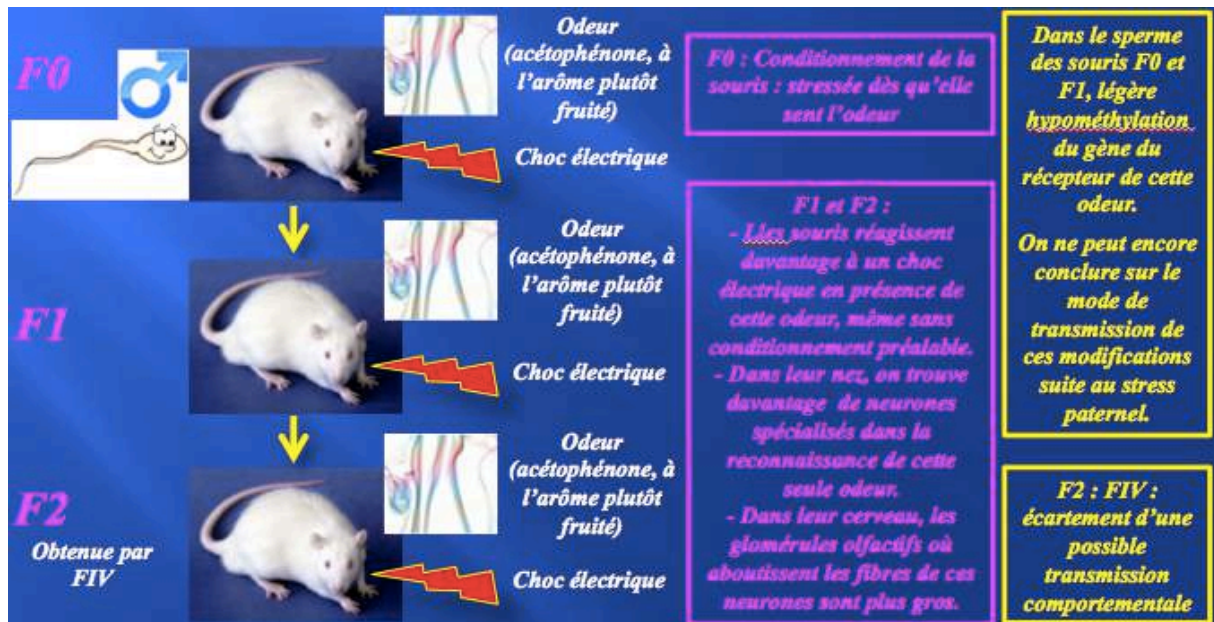 F0
Odeur
(acétophénone, à
l'arôme plutôt
fruité)
Choc électrique
F0 : Conditionnement de la
souris : stressée dès qu'elle
sent l'odeur
F1
Odeur
(acétophénone, à
l'arôme plutôt
fruité)
Choc électrique
F2
Obtenue par
FIV
Odeur
(acétophénone, à
l'arôme plutôt
fruité)
Choc électrique
F1 et F2 :
- Lles souris réagissent
davantage à un choc
électrique en présence de
cette odeur, même sans
conditionnement préalable.
- Dans leur nez, on trouve
davantage de neurones
spécialisés dans la
reconnaissance de cette
seule odeur.
- Dans leur cerveau, les
glomérules olfactifs où
aboutissent les fibres de ces
neurones sont plus gros.
Dans le sperme
des souris F0 et
F1, légère
hypométhylation
du gène du
récepteur de cette
odeur.
On ne peut encore
conclure sur le
mode de
transmission de
ces modifications
suite au stress
paternel.
F2 : FIV :
écartement d'une
possible
transmission
comportementale